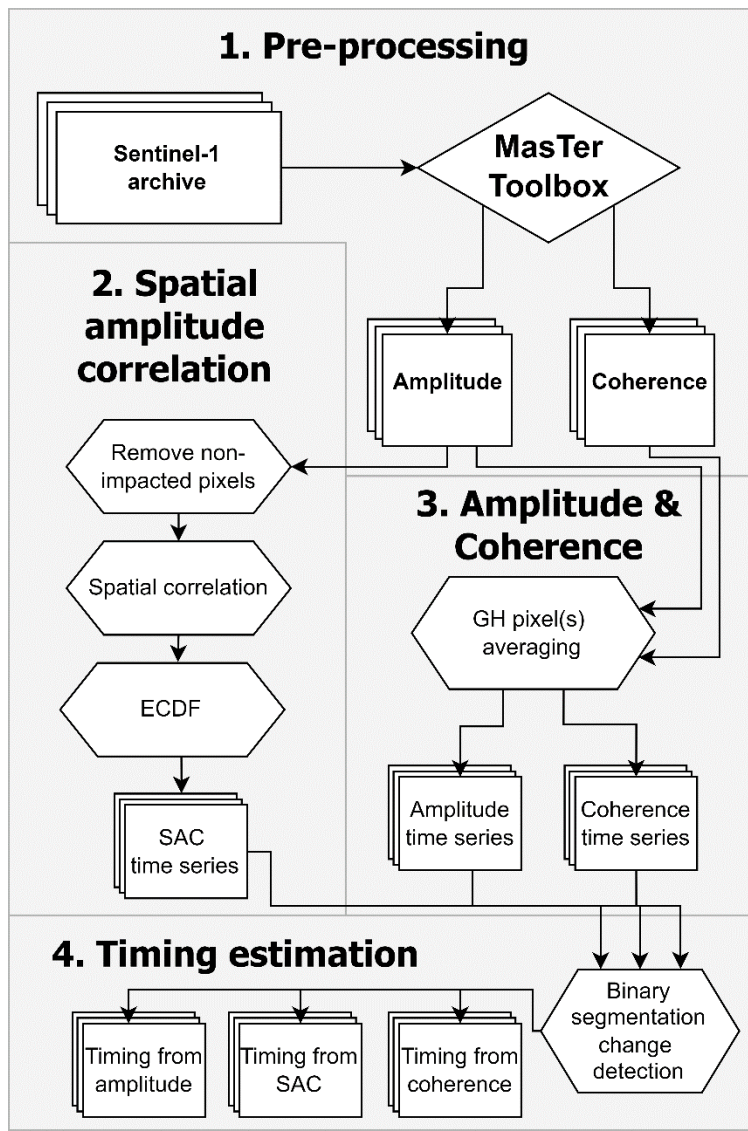 1. Pre-processing
Sentinel-1
archive
MasTer
Toolbox
Amplitude
Coherence
2. Spatial
amplitude
correlation
Remove non-
impacted pixels
Spatial correlation
ECDF
SAC
time series
3. Amplitude &
Coherence
GH pixel(s)
averaging
Amplitude
time series
Coherence
time series
4. Timing estimation
Binary
segmentation
change
detection
Timing from
amplitude
Timing from
SAC
Timing from
coherence